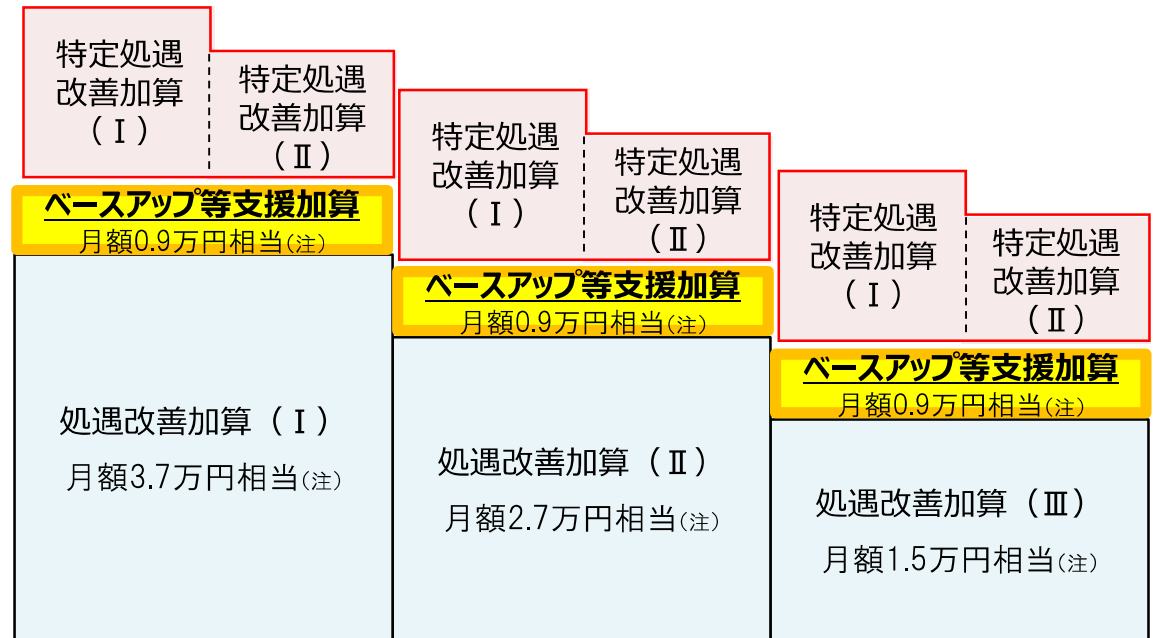 特定処遇
改善加算
（Ⅰ）
特定処遇
改善加算
（Ⅱ）
ベースアップ等支援加算
月額0.9万円相当(注)
処遇改善加算（Ⅰ）
月額3.7万円相当(注)
特定処遇
改善加算
（Ⅰ）
特定処遇
改善加算
（Ⅱ）
ベースアップ等支援加算
月額0.9万円相当(注)
処遇改善加算（Ⅱ）
月額2.7万円相当(注)
特定処遇
改善加算
（Ⅰ）
特定処遇
改善加算
（Ⅱ）
ベースアップ等支援加算
月額0.9万円相当(注)
処遇改善加算（Ⅲ）
月額1.5万円相当(注)